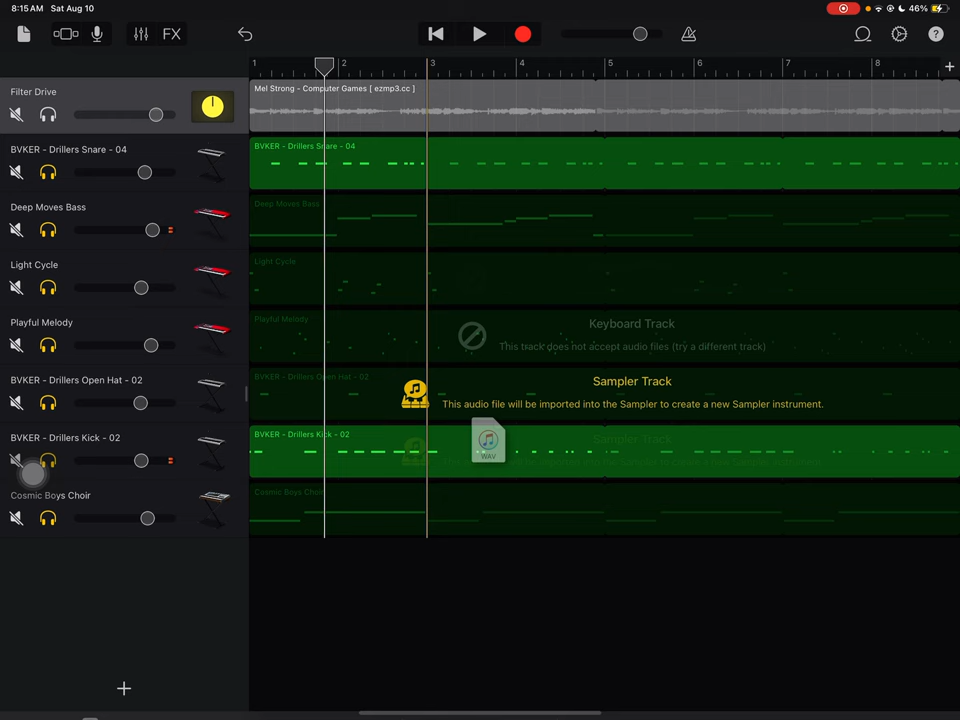 8:15 AM Sat Aug 10
46%
FX
1 2 3 4 5 6 7 8
Filter Drive
Mel Strong - Computer Games [ ezmp3.cc ]
BVKER - Drillers Snare - 04
BVKER - Drillers Snare - 04
Deep Moves Bass
Deep Moves Bass
Light Cycle
Light Cycle
Playful Melody
Playful Melody
Keyboard Track
This track does not accept audio files (try a different track)
BVKER - Drillers Open Hat - 02
BVKER - Drillers Open Hat - 02
Sampler Track
This audio file will be imported into the Sampler to create a new Sampler instrument.
BVKER - Drillers Kick - 02
BVKER - Drillers Kick - 02
Sampler Track
WAV
Cosmic Boys Choir
Cosmic Boys Choir